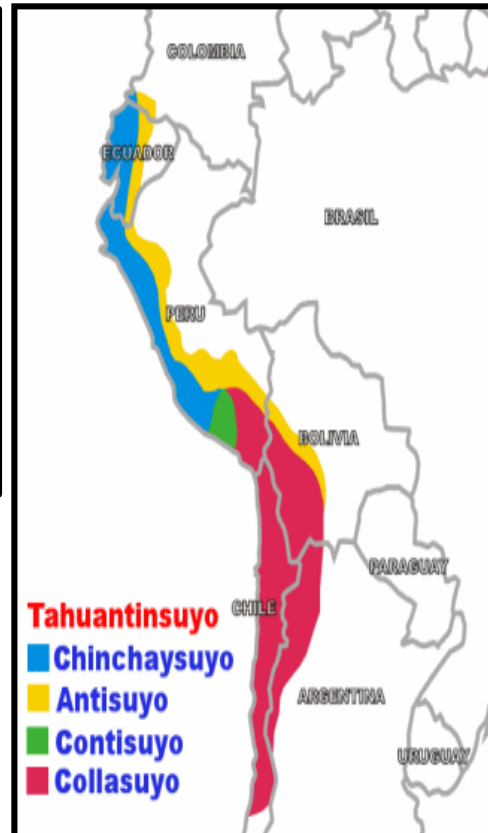 COLOMBIA
ECUADOR
BRASIL
PERU
BOLIVIA
PARAGUAY
CHILE
ARGENTINA
URUGUAY
Tahuantinsuyo
Chinchaysuyo
Antisuyo
Contisuyo
Collasuyo